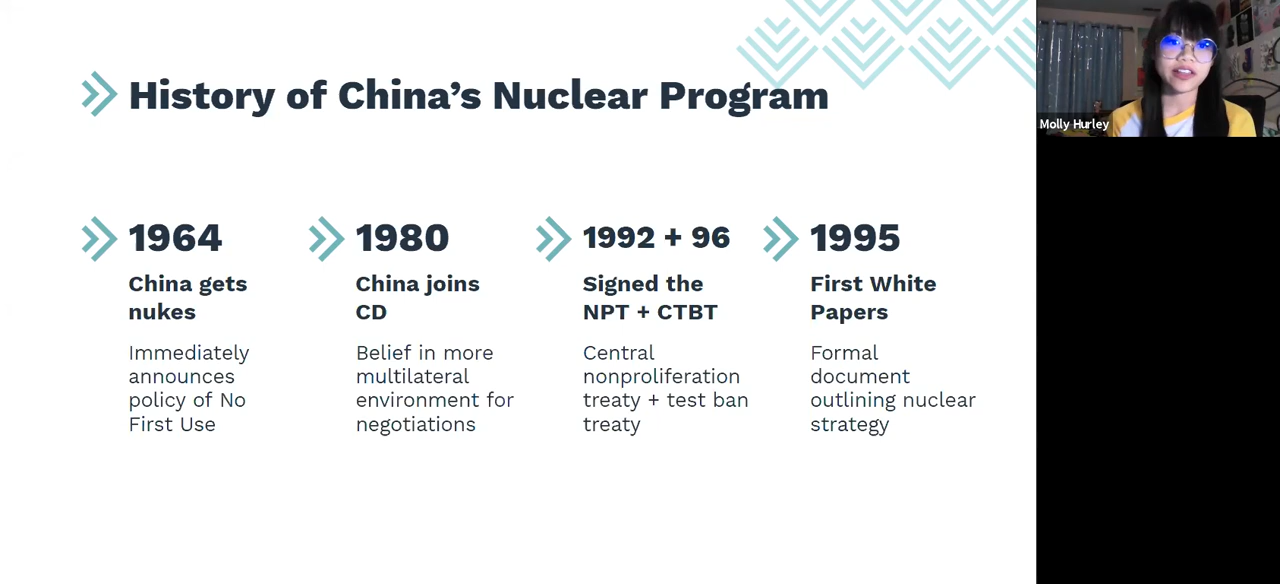 History of China's Nuclear Program
Molly Hurley
1964
China gets
nukes
Immediately
announces
policy of No
First Use
1980
China joins
CD
Belief in more
multilateral
environment for
negotiations
1992 + 96
Signed the
NPT + CTBT
Central
nonproliferation
treaty + test ban
treaty
1995
First White
Papers
Formal
document
outlining nuclear
strategy